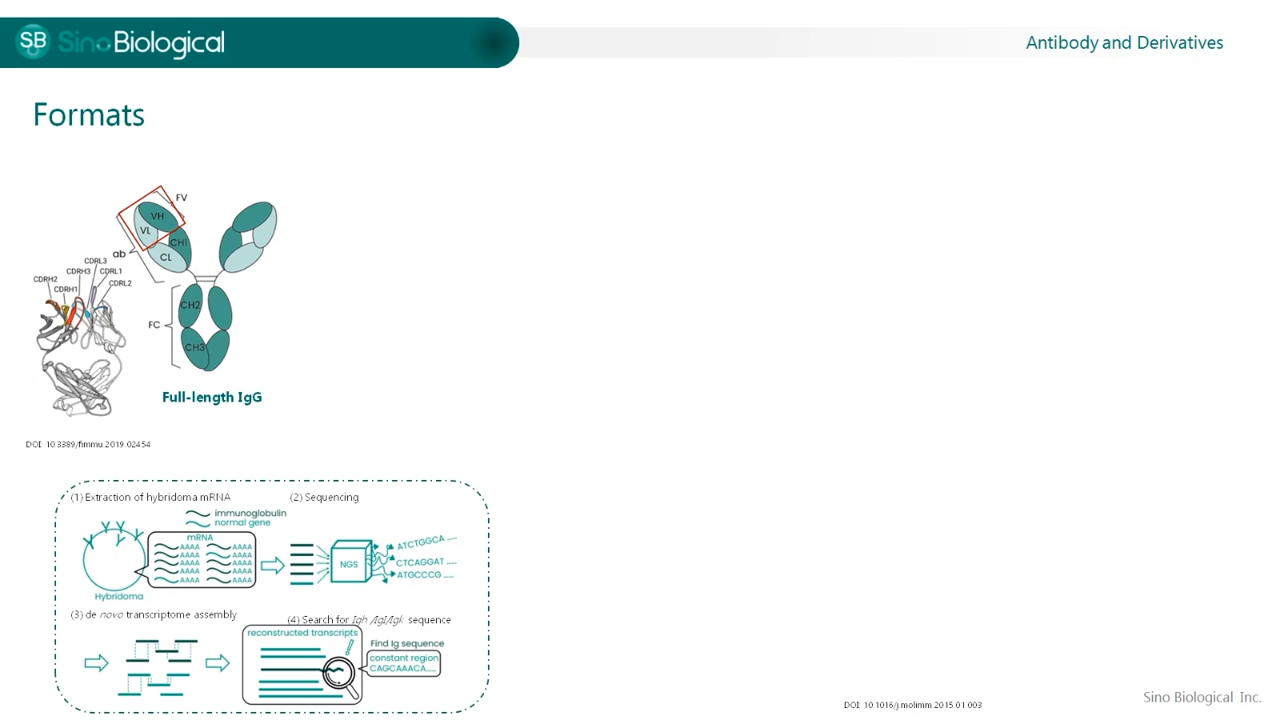 SB SinoBiological
Antibody and Derivatives
Formats
FV
VH
VL
CH1
CL
ab
CDRL3
CDRH3
CDRL1
CDRH2
CDRL2
CDRH1
CH2
FC
CH3
Full-length IgG
DOI: 10.3389/fimmu.2019.02454
(1) Extraction of hybridoma mRNA
(2) Sequencing
immunoglobulin
normal gene
mRNA
AAAA AAAA
AAAA AAAA
AAAA AAAA
AAAA AAAA
AAAA AAAA
Hybridoma
NGS
ATCTGGCA ....
CTCAGGAT .....
ATGCCCG .....
(3) de novo transcriptome assembly
(4) Search for Igh /Igl/Igk sequence
reconstructed transcripts
Find Ig sequence
constant region
CAGCAAACA.....
DOI: 10.1016/j.molimm.2015.01.003
Sino Biological Inc.